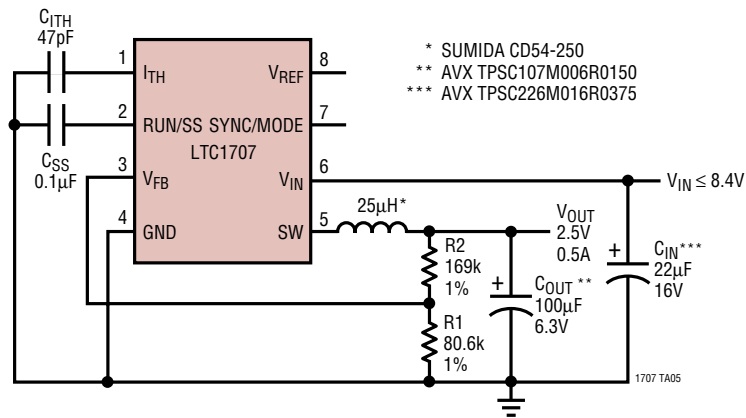 C_ITH
47pF
1
I_TH
V_REF
8
* SUMIDA CD54-250
** AVX TPSC107M006R0150
*** AVX TPSC226M016R0375
2
RUN/SS
SYNC/MODE
7
LTC1707
C_SS
0.1µF
3
V_FB
V_IN
6
V_IN ≤ 8.4V
4
GND
SW
5
25µH*
V_OUT
2.5V
0.5A
R2
169k
1%
+
C_OUT **
100µF
6.3V
+
C_IN***
22µF
16V
R1
80.6k
1%
1707 TA05